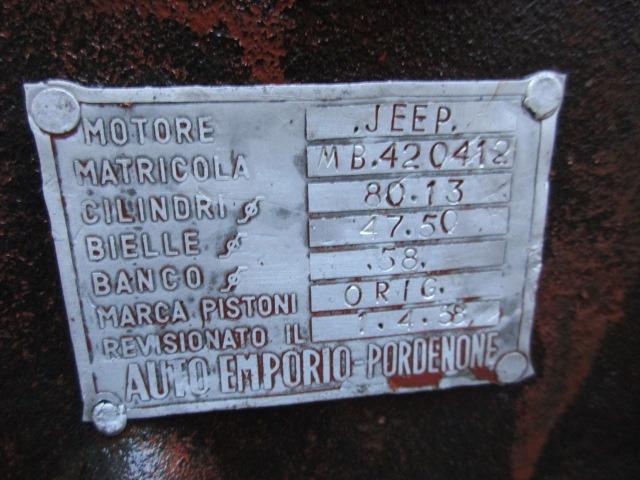 MOTORE .JEEP.
MATRICOLA MB.420412
CILINDRI ø 80.13
BIELLE ø 47.50
BANCO ø .58.
MARCA PISTONI ORIG.
REVISIONATO IL 1.4.58
AUTO EMPORIO-PORDENONE